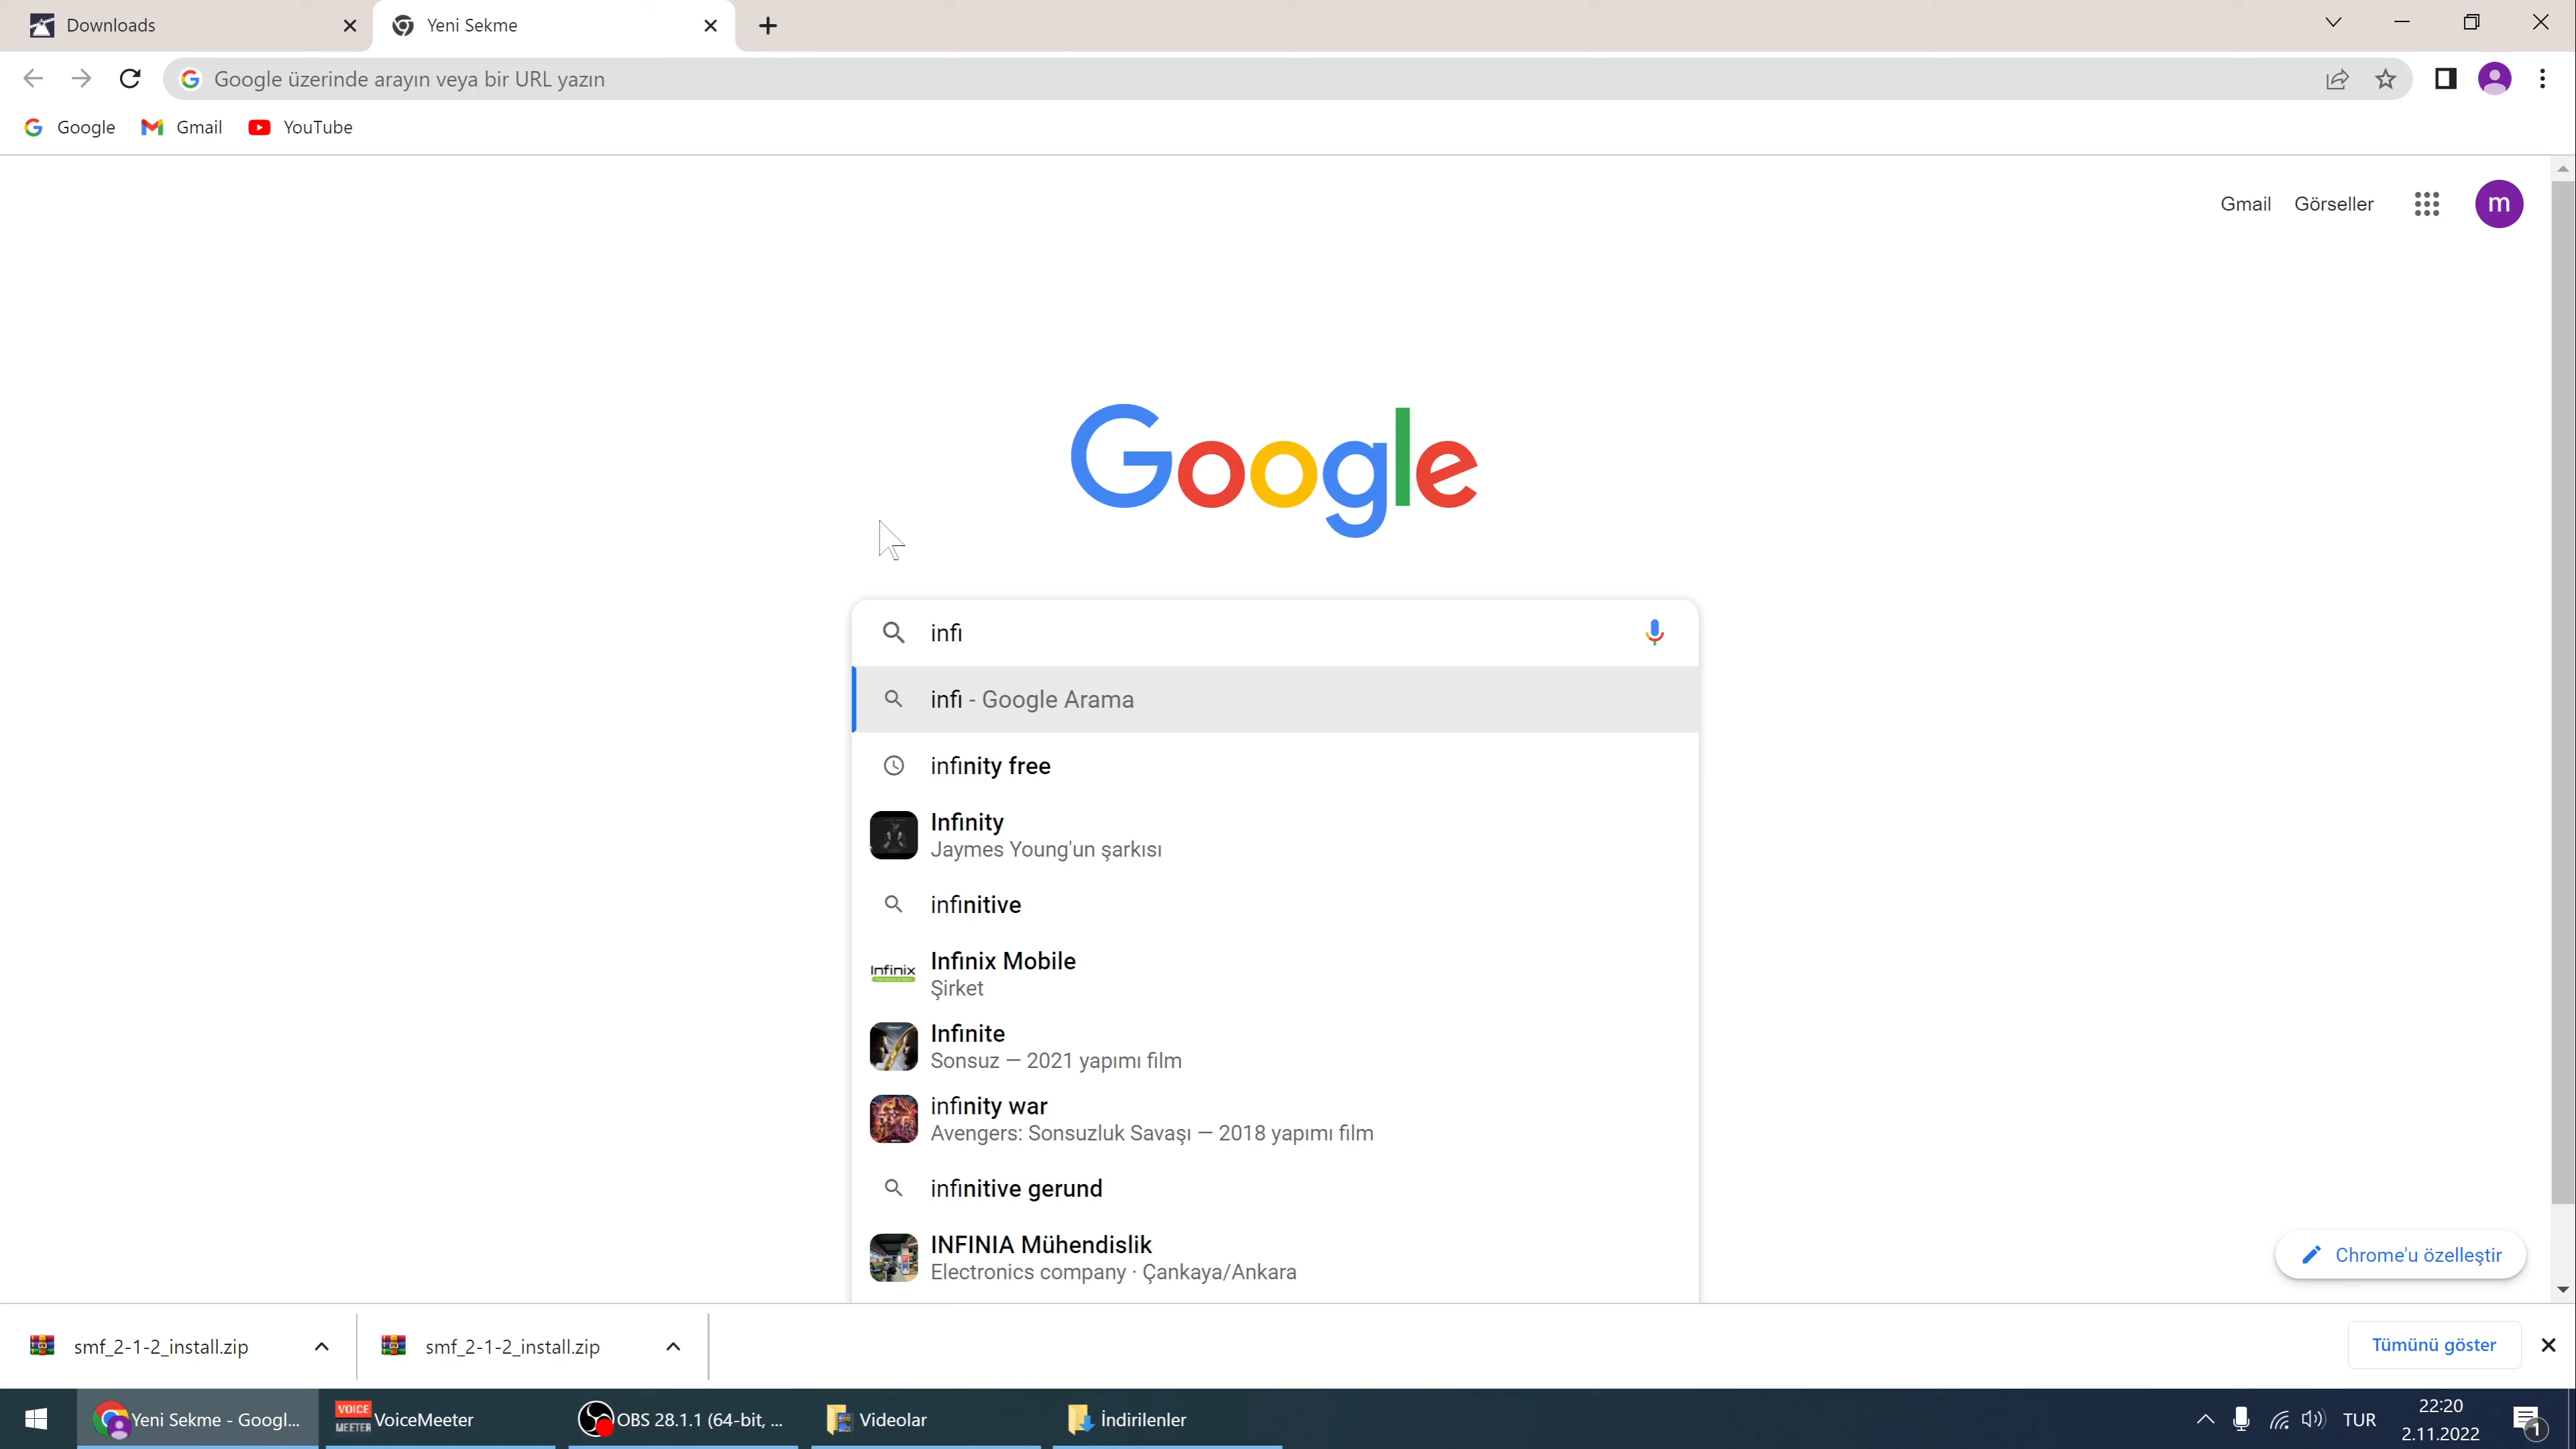 Downloads
Yeni Sekme
Google üzerinde arayın veya bir URL yazın
Google
Gmail
YouTube
Gmail
Görseller
m
Google
infi
infi - Google Arama
infinity free
Infinity
Jaymes Young'un şarkısı
infinitive
Infinix
Infinix Mobile
Şirket
Infinite
Sonsuz — 2021 yapımı film
infinity war
Avengers: Sonsuzluk Savaşı — 2018 yapımı film
infinitive gerund
INFINIA Mühendislik
Electronics company · Çankaya/Ankara
Chrome'u özelleştir
smf_2-1-2_install.zip
smf_2-1-2_install.zip
Tümünü göster
Yeni Sekme - Googl...
VOICE
MEETER
VoiceMeeter
OBS 28.1.1 (64-bit, ...
Videolar
İndirilenler
TUR
22:20
2.11.2022
1